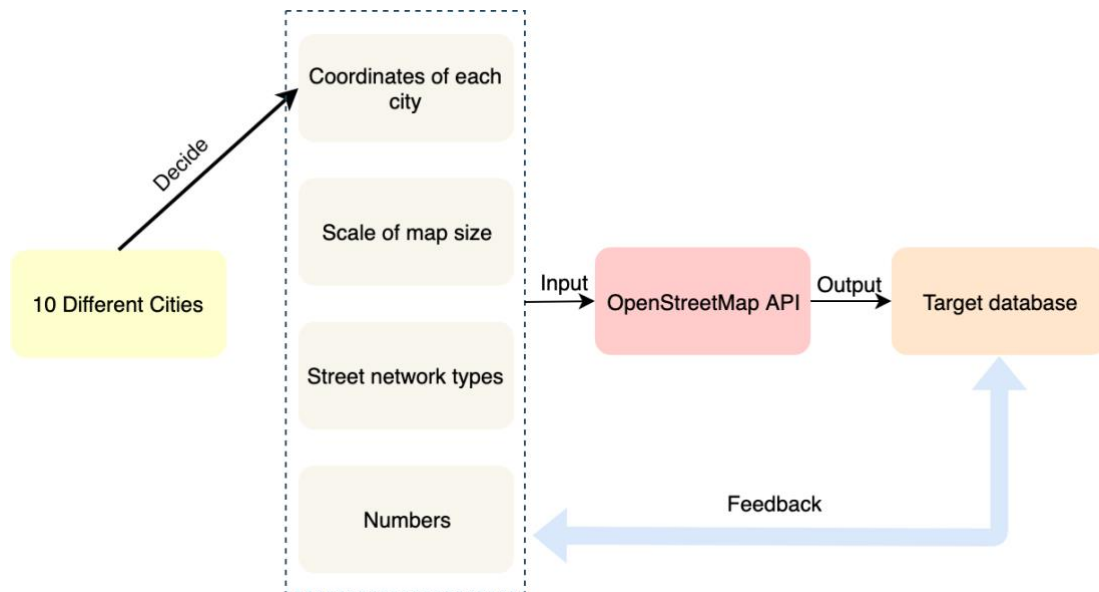 Coordinates of each
city
Decide
Scale of map size
10 Different Cities
Input
OpenStreetMap API
Output
Target database
Street network types
Numbers
Feedback